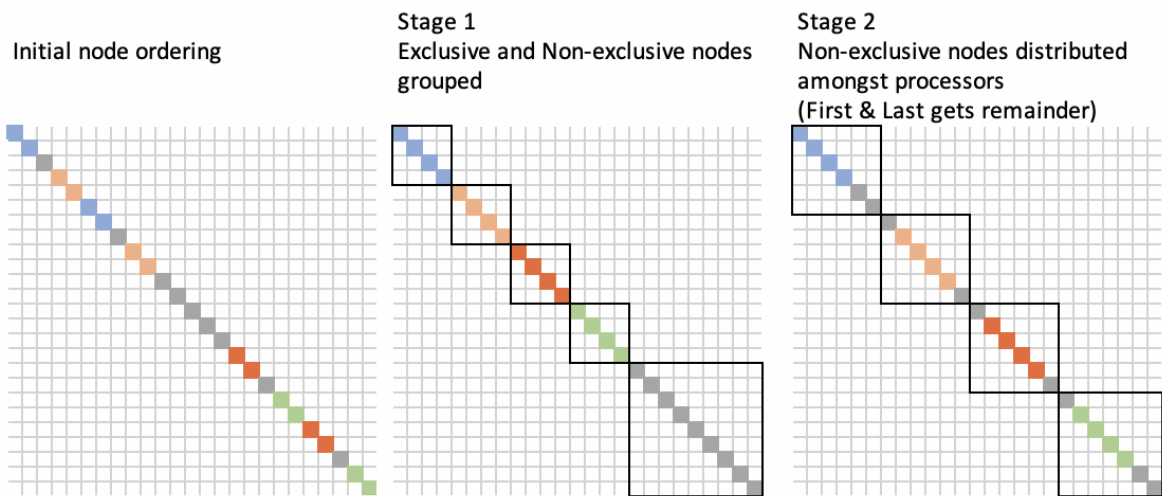 Initial node ordering
Stage 1
Exclusive and Non-exclusive nodes
grouped
Stage 2
Non-exclusive nodes distributed
amongst processors
(First & Last gets remainder)